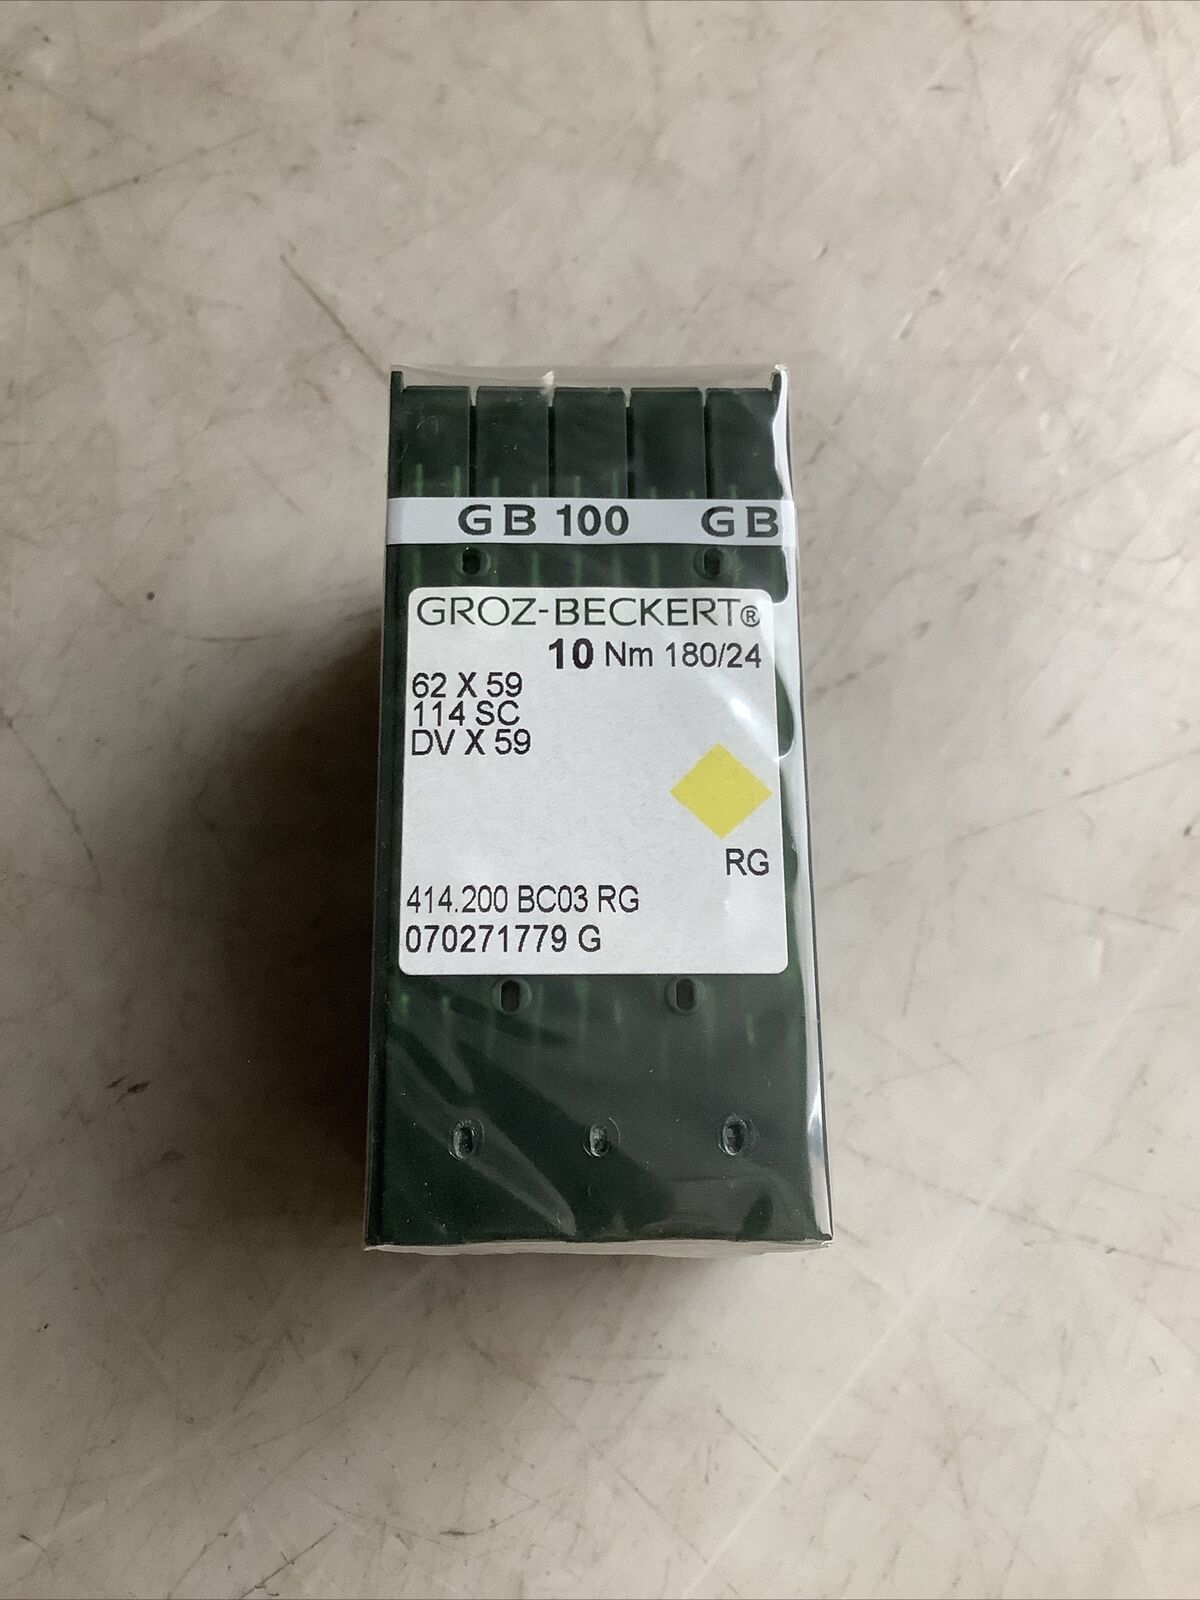 GB 100 GB
GROZ-BECKERT®
10 Nm 180/24
62 X 59
114 SC
DV X 59
RG
414.200 BC03 RG
070271779 G